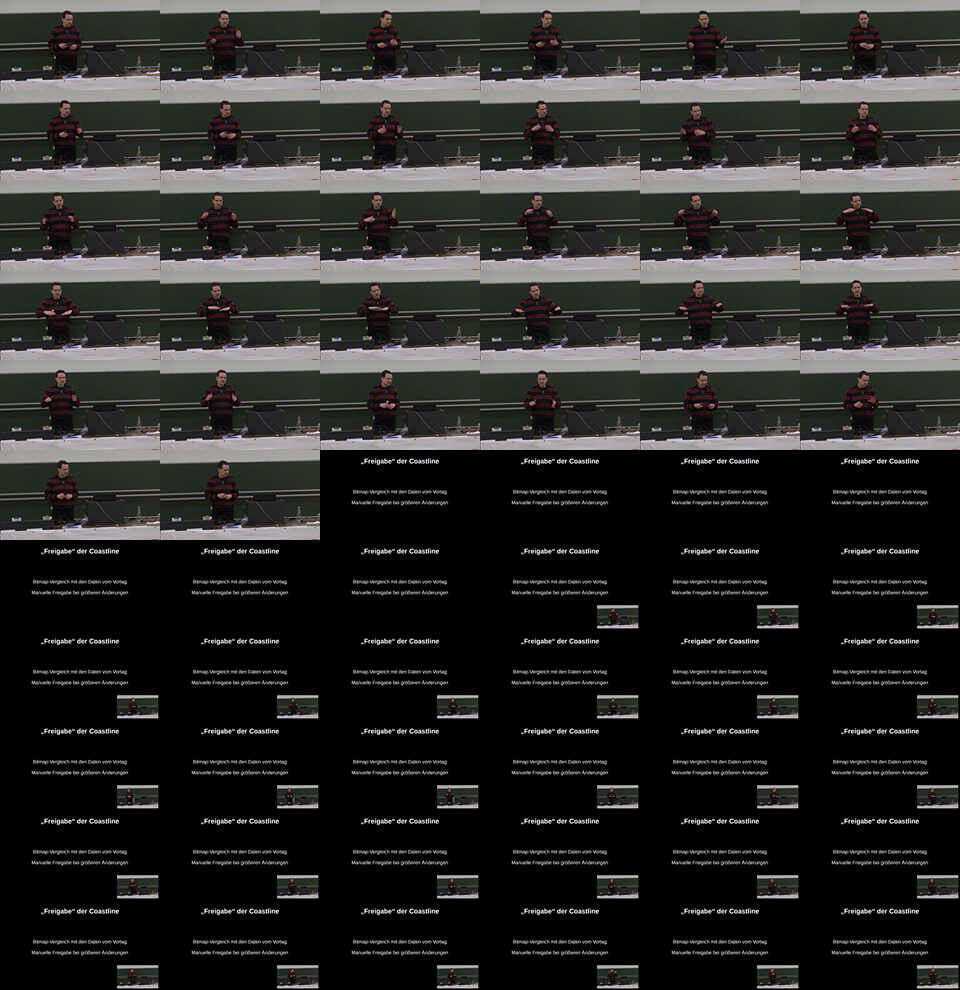 „Freigabe“ der Coastline
Bitmap-Vergleich mit den Daten vom Vortag
Manuelle Freigabe bei größeren Änderungen